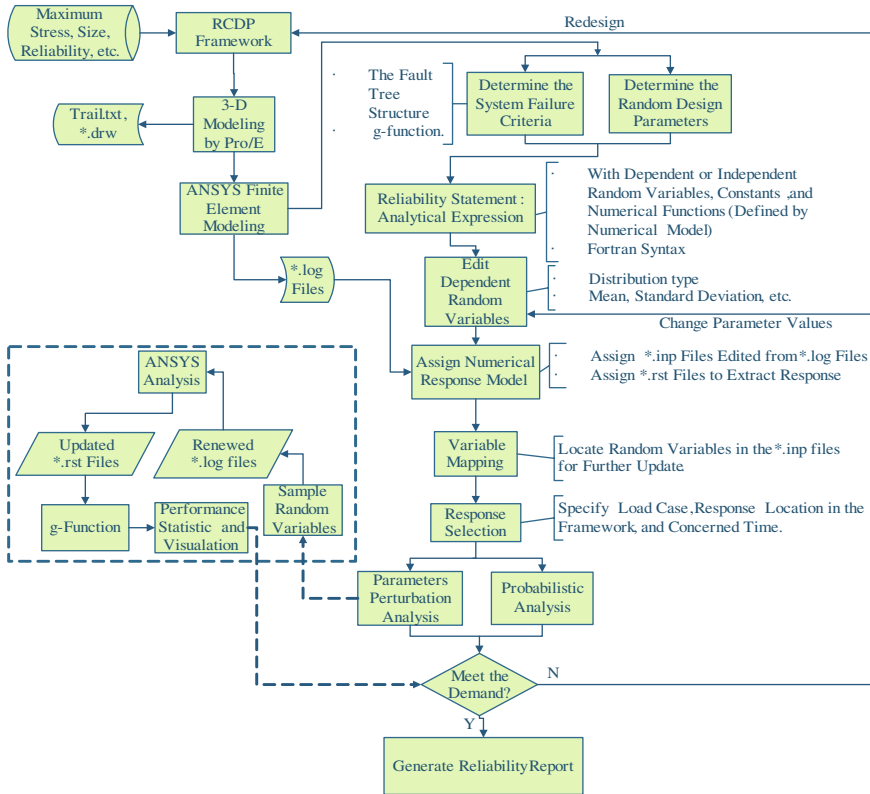 Maximum
Stress, Size,
Reliability, etc.
RCDP
Framework
Redesign
3-D
Modeling
by Pro/E
Trail.txt,
*.drw
ANSYS Finite
Element
Modeling
*.log
Files
· The Fault
Tree
Structure
· g-function.
Determine the
System Failure
Criteria
Determine the
Random Design
Parameters
Reliability Statement:
Analytical Expression
· With Dependent or Independent
Random Variables, Constants ,and
Numerical Functions (Defined by
Numerical Model)
· Fortran Syntax
Edit
Dependent
Random
Variables
· Distribution type
· Mean, Standard Deviation, etc.
Change Parameter Values
Assign Numerical
Response Model
· Assign *.inp Files Edited from *.log Files
· Assign *.rst Files to Extract Response
Variable
Mapping
Locate Random Variables in the *.inp files
for Further Update.
Response
Selection
Specify Load Case ,Response Location in the
Framework, and Concerned Time.
ANSYS
Analysis
Updated
*.rst Files
Renewed
*.log files
g-Function
Performance
Statistic and
Visualation
Sample
Random
Variables
Parameters
Perturbation
Analysis
Probabilistic
Analysis
Meet the
Demand?
N
Y
Generate Reliability Report